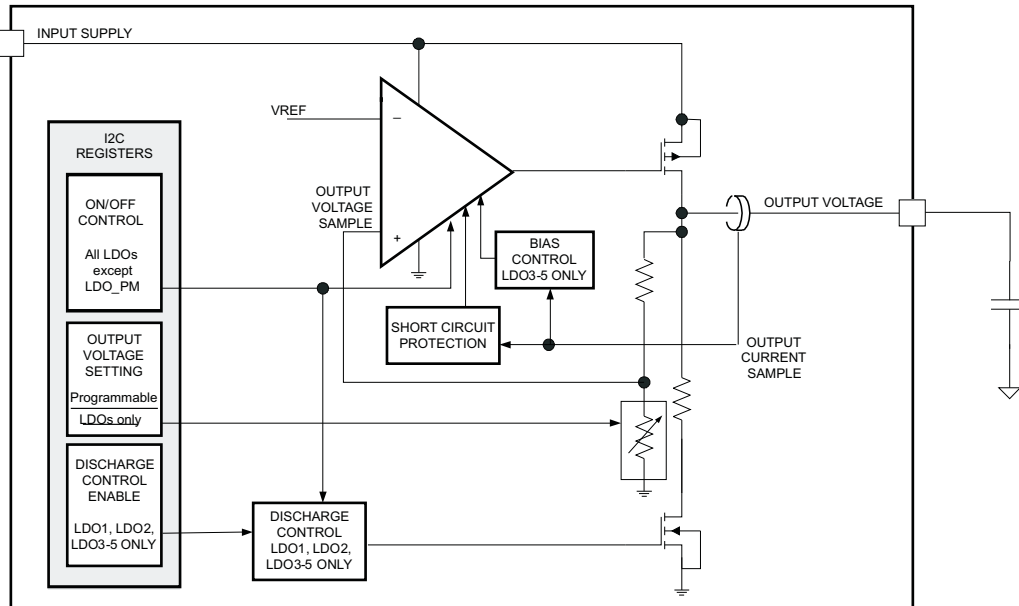 INPUT SUPPLY
VREF
−
I2C
REGISTERS
ON/OFF
CONTROL
All LDOs
except
LDO_PM
OUTPUT
VOLTAGE
SAMPLE
+
OUTPUT VOLTAGE
BIAS
CONTROL
LDO3-5 ONLY
SHORT CIRCUIT
PROTECTION
OUTPUT
CURRENT
SAMPLE
OUTPUT
VOLTAGE
SETTING
Programmable
LDOs only
DISCHARGE
CONTROL
ENABLE
LDO1, LDO2,
LDO3-5 ONLY
DISCHARGE
CONTROL
LDO1, LDO2,
LDO3-5 ONLY